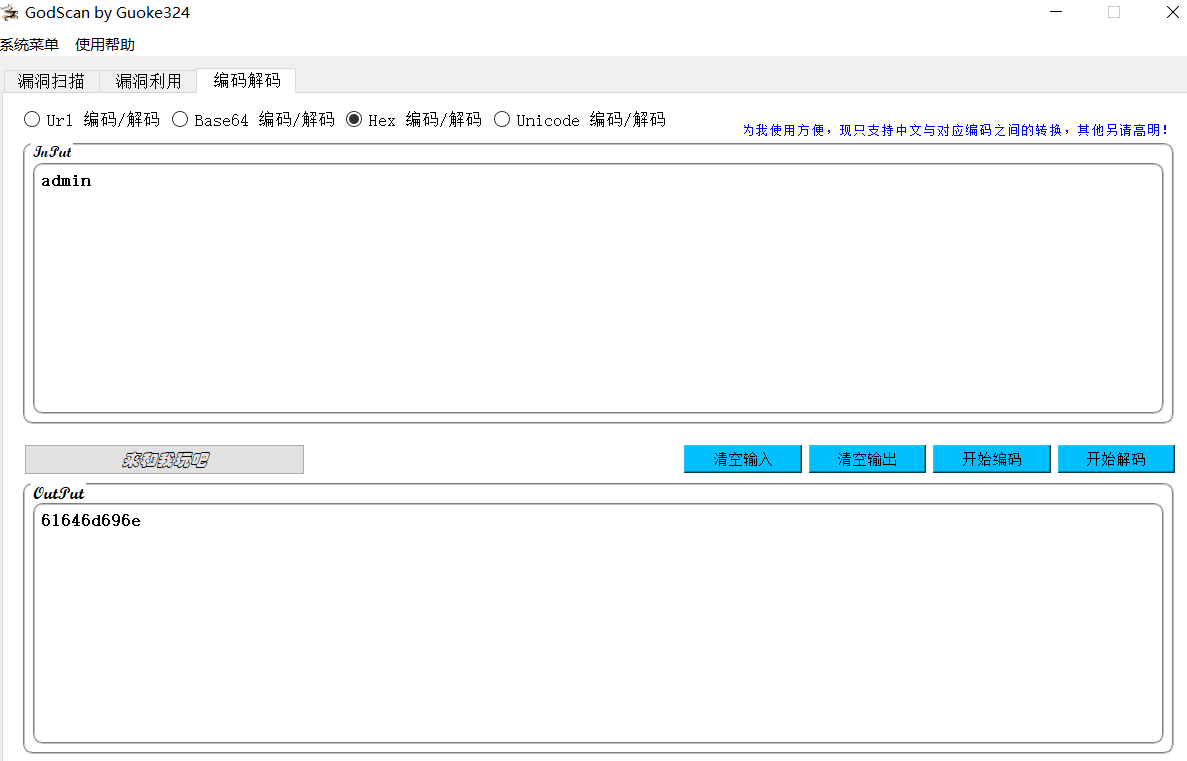 GodScan by Guoke324
系统菜单 使用帮助
漏洞扫描 漏洞利用 编码解码
Url 编码/解码 Base64 编码/解码 Hex 编码/解码 Unicode 编码/解码
为我使用方便，现只支持中文与对应编码之间的转换，其他另请高明！
InPut
admin
来和我玩吧 清空输入 清空输出 开始编码 开始解码
OutPut
61646d696e